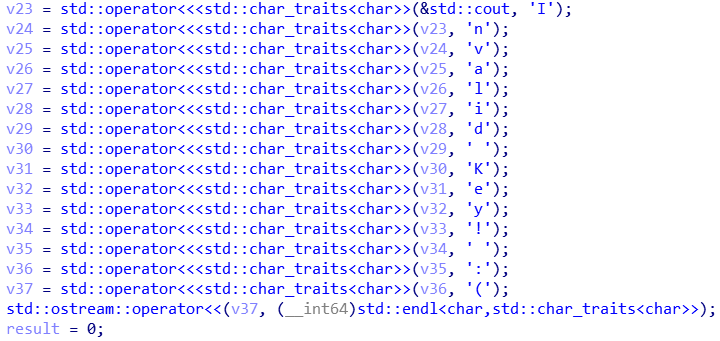 v23 = std::operator<<<std::char_traits<char>>(&std::cout, 'I');
v24 = std::operator<<<std::char_traits<char>>(v23, 'n');
v25 = std::operator<<<std::char_traits<char>>(v24, 'v');
v26 = std::operator<<<std::char_traits<char>>(v25, 'a');
v27 = std::operator<<<std::char_traits<char>>(v26, 'l');
v28 = std::operator<<<std::char_traits<char>>(v27, 'i');
v29 = std::operator<<<std::char_traits<char>>(v28, 'd');
v30 = std::operator<<<std::char_traits<char>>(v29, ' ');
v31 = std::operator<<<std::char_traits<char>>(v30, 'K');
v32 = std::operator<<<std::char_traits<char>>(v31, 'e');
v33 = std::operator<<<std::char_traits<char>>(v32, 'y');
v34 = std::operator<<<std::char_traits<char>>(v33, '!');
v35 = std::operator<<<std::char_traits<char>>(v34, ' ');
v36 = std::operator<<<std::char_traits<char>>(v35, ':');
v37 = std::operator<<<std::char_traits<char>>(v36, '(');
std::ostream::operator<<(v37, (__int64)std::endl<char,std::char_traits<char>>);
result = 0;